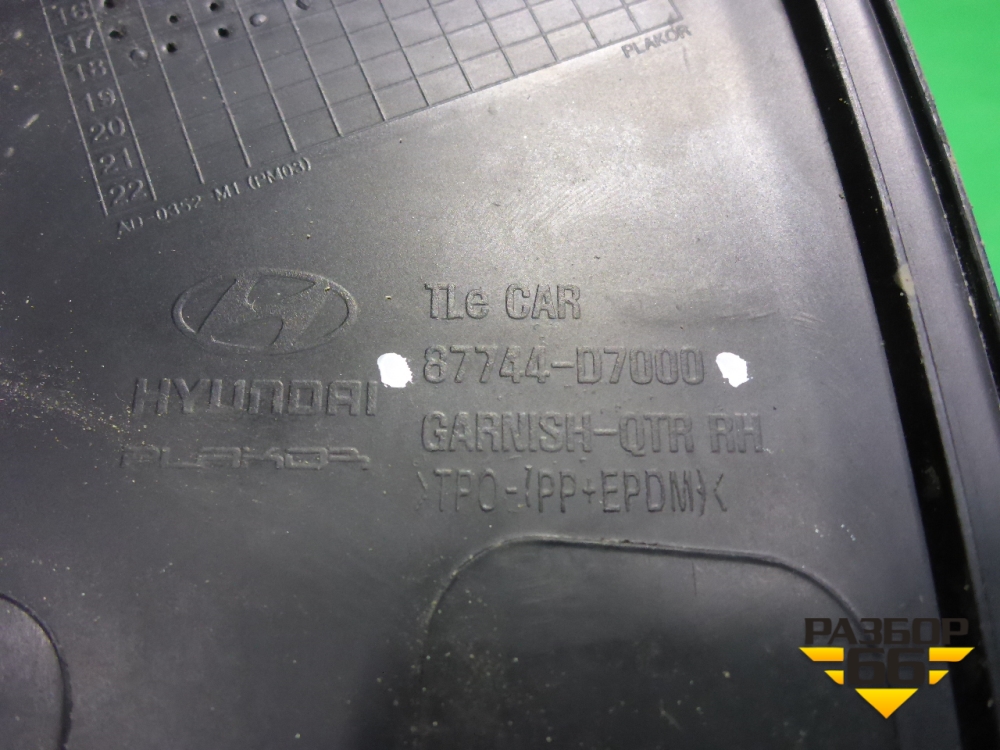 16
17
18
19
20
21
22
PLAKOR
AD-0352 M1 (PM03)
TLe CAR
87744-D7000
HYUNDAI
GARNISH-QTR RH
PLAKOR
>TPO-(PP+EPDM)<
РАЗБОР
66